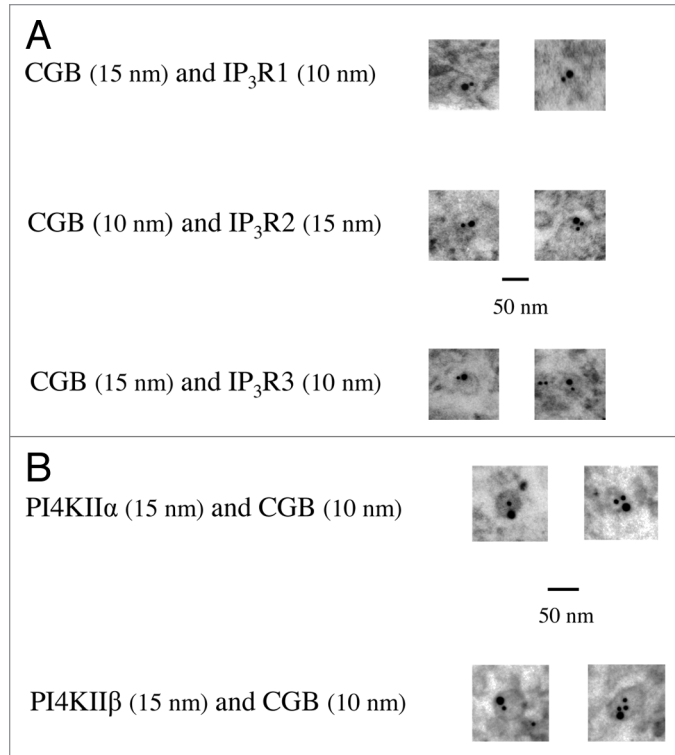 A
CGB (15 nm) and IP₃R1 (10 nm)
CGB (10 nm) and IP₃R2 (15 nm)
50 nm
CGB (15 nm) and IP₃R3 (10 nm)
B
PI4KIIα (15 nm) and CGB (10 nm)
50 nm
PI4KIIβ (15 nm) and CGB (10 nm)